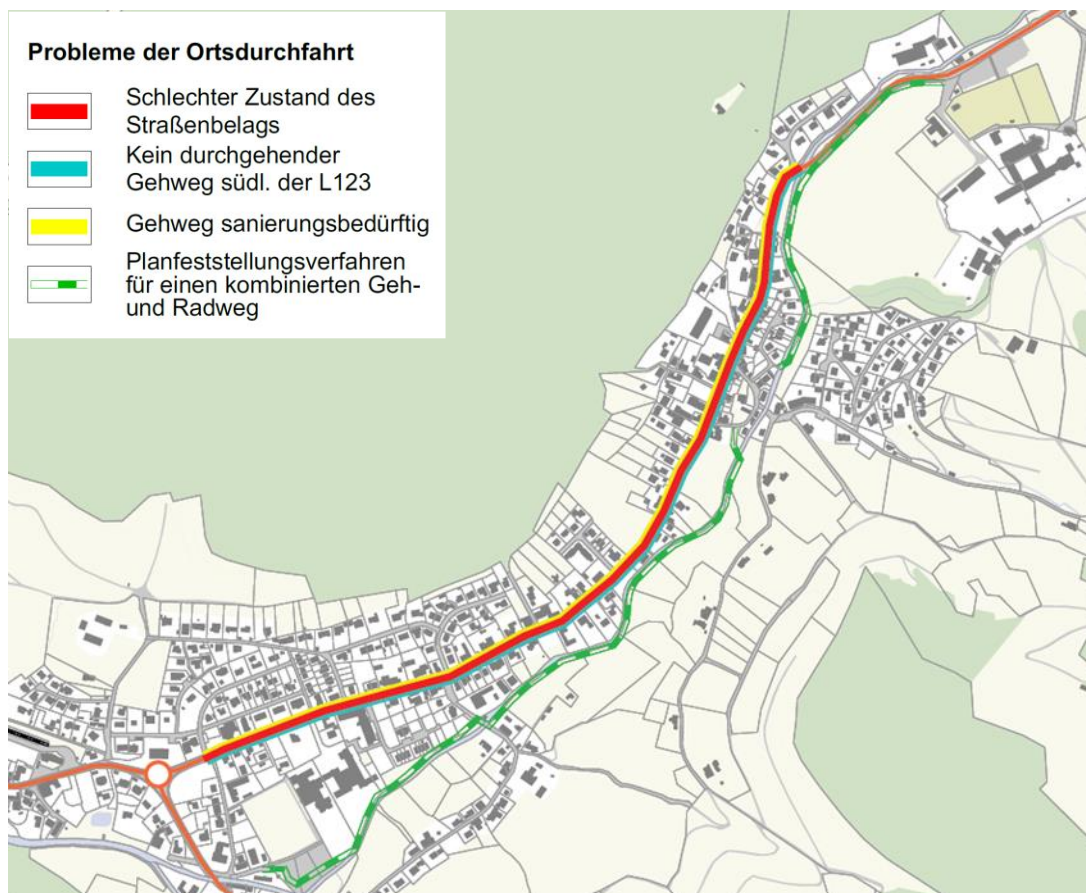 Probleme der Ortsdurchfahrt
Schlechter Zustand des
Straßenbelags
Kein durchgehender
Gehweg südl. der L123
Gehweg sanierungsbedürftig
Planfeststellungsverfahren
für einen kombinierten Geh-
und Radweg